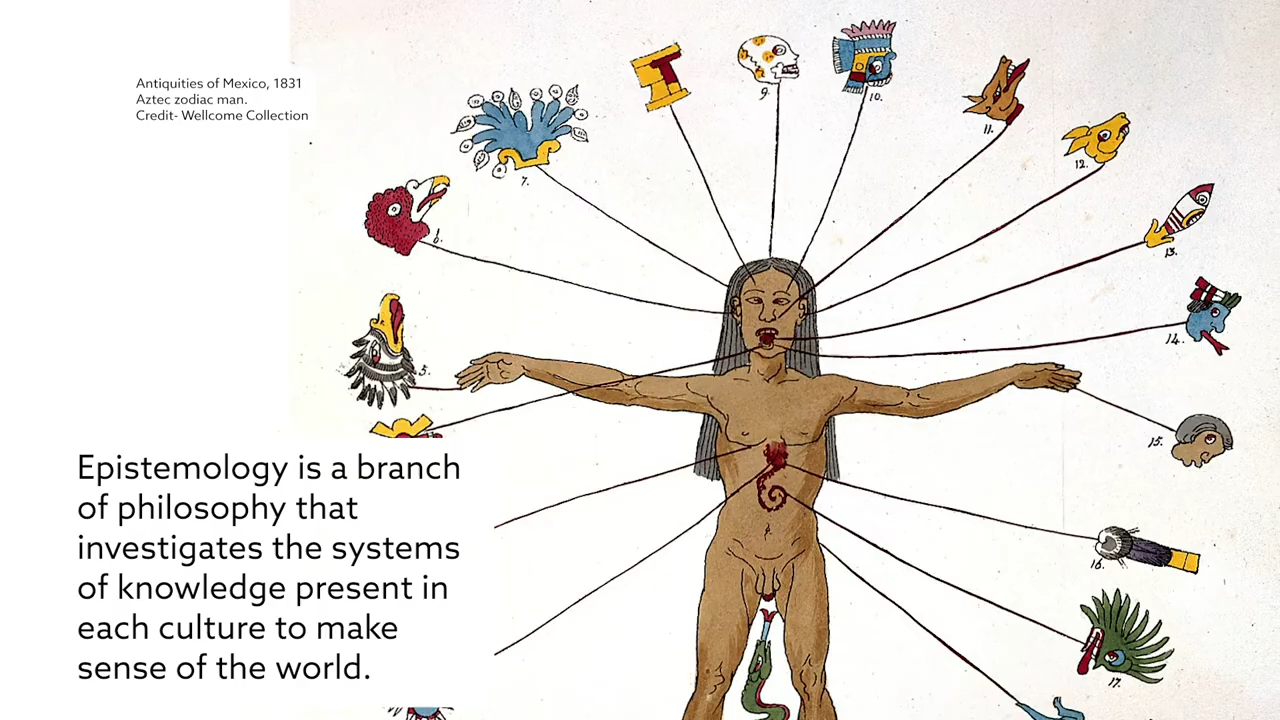 Antiquities of Mexico, 1831
Aztec zodiac man.
Credit- Wellcome Collection
7.
9.
10.
11.
12.
6.
13.
14.
5.
15.
Epistemology is a branch
of philosophy that
investigates the systems
of knowledge present in
each culture to make
sense of the world.
16.
17.